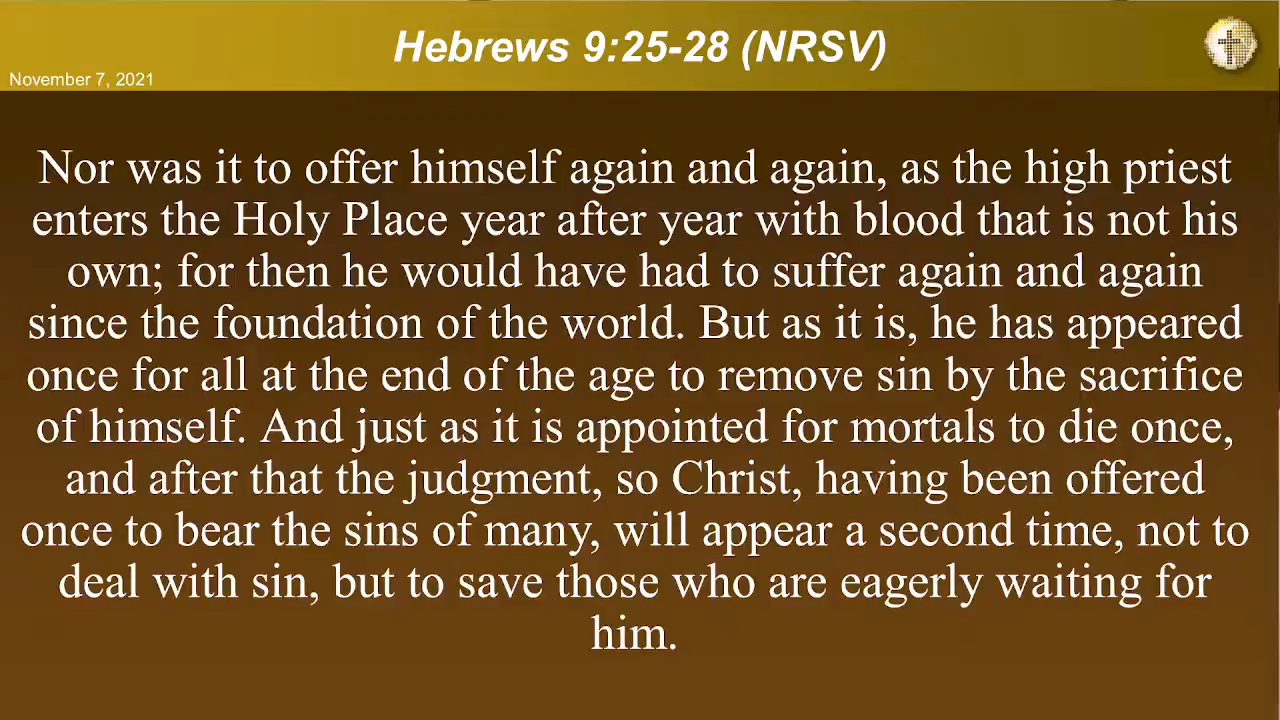 Hebrews 9:25-28 (NRSV)
November 7, 2021
Nor was it to offer himself again and again, as the high priest
enters the Holy Place year after year with blood that is not his
own; for then he would have had to suffer again and again
since the foundation of the world. But as it is, he has appeared
once for all at the end of the age to remove sin by the sacrifice
of himself. And just as it is appointed for mortals to die once,
and after that the judgment, so Christ, having been offered
once to bear the sins of many, will appear a second time, not to
deal with sin, but to save those who are eagerly waiting for
him.